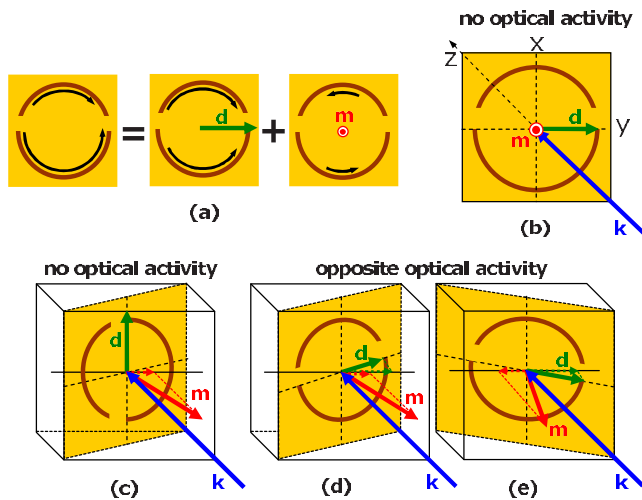 no optical activity
z
x
y
d
m
k
=
d
+
m
(a)
(b)
no optical activity
opposite optical activity
d
m
k
d
m
k
d
m
k
(c)
(d)
(e)